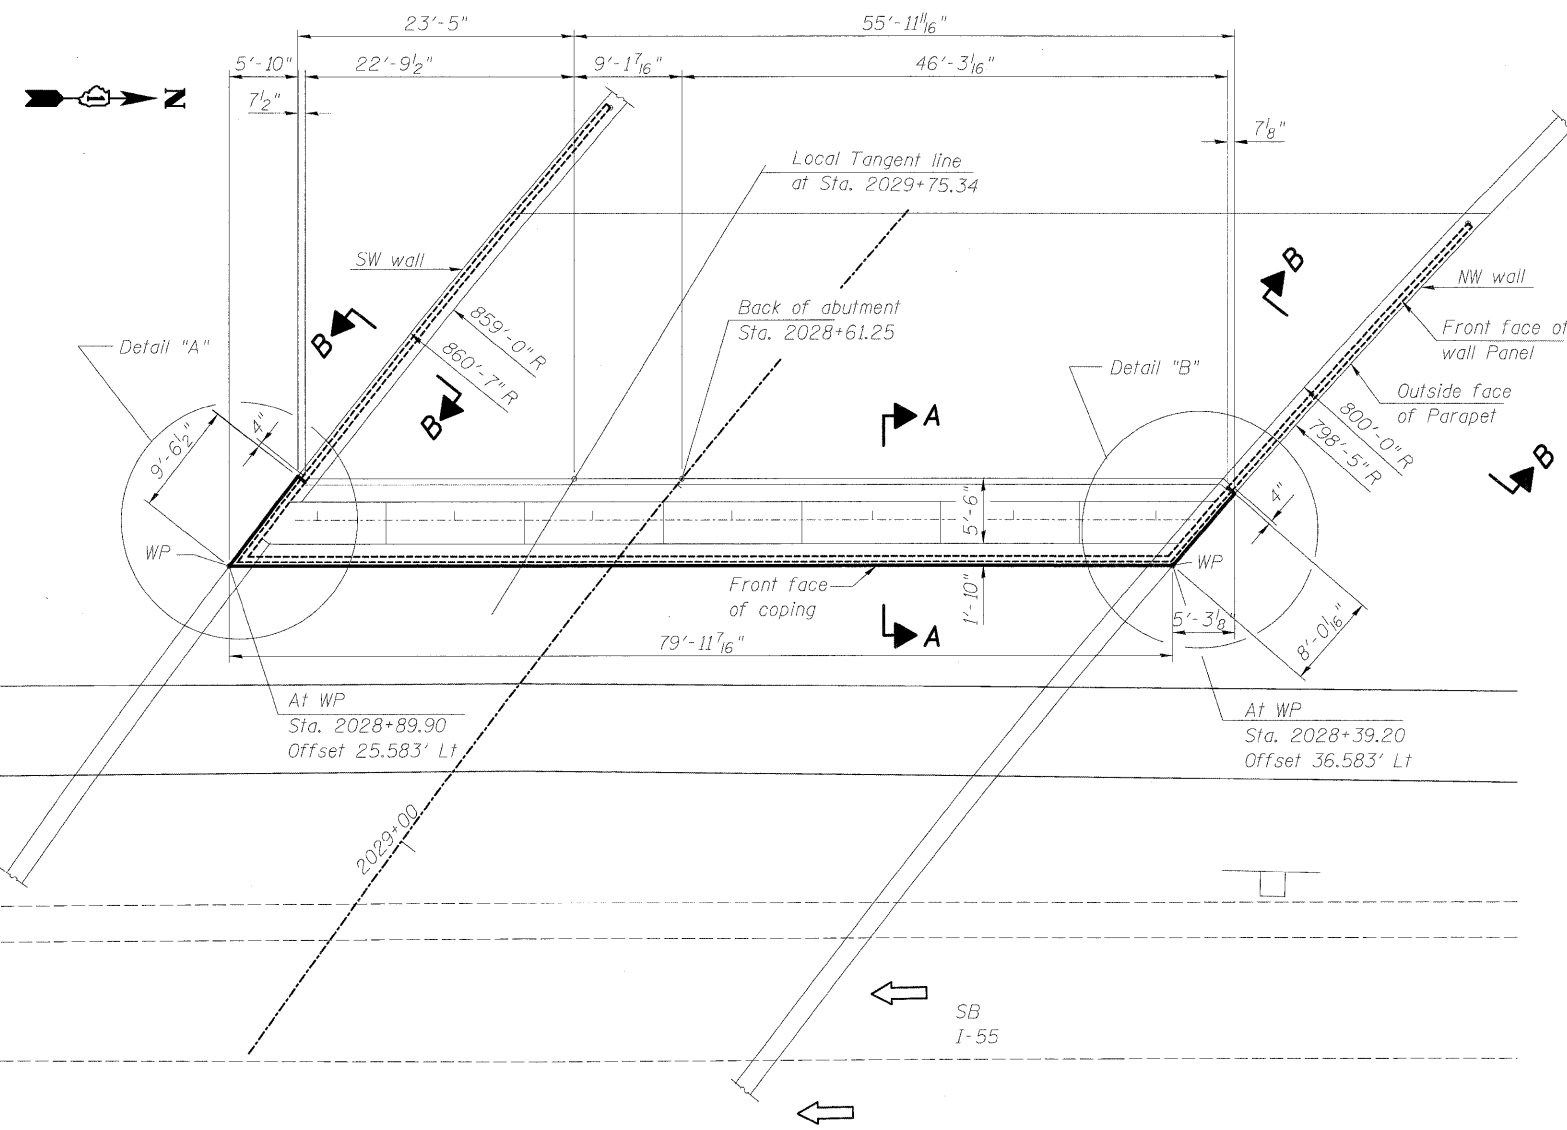 23'-5"
55'-11 11/16"
5'-10"
22'-9 1/2"
9'-1 7/16"
46'-3 1/16"
N
7 1/2"
7 1/8"
Local Tangent line
at Sta. 2029+75.34
SW wall
B
B
NW wall
Back of abutment
Sta. 2028+61.25
859'-0" R
860'-7" R
Front face of
wall Panel
Detail "A"
B
Detail "B"
Outside face
of Parapet
800'-0" R
798'-5" R
A
B
9'-6 1/2"
4"
5'-6"
4"
WP
WP
Front face
of coping
1'-10"
A
5'-3 1/8"
8'-0 1/16"
79'-11 7/16"
At WP
Sta. 2028+89.90
Offset 25.583' Lt
At WP
Sta. 2028+39.20
Offset 36.583' Lt
2029+00
SB
I-55